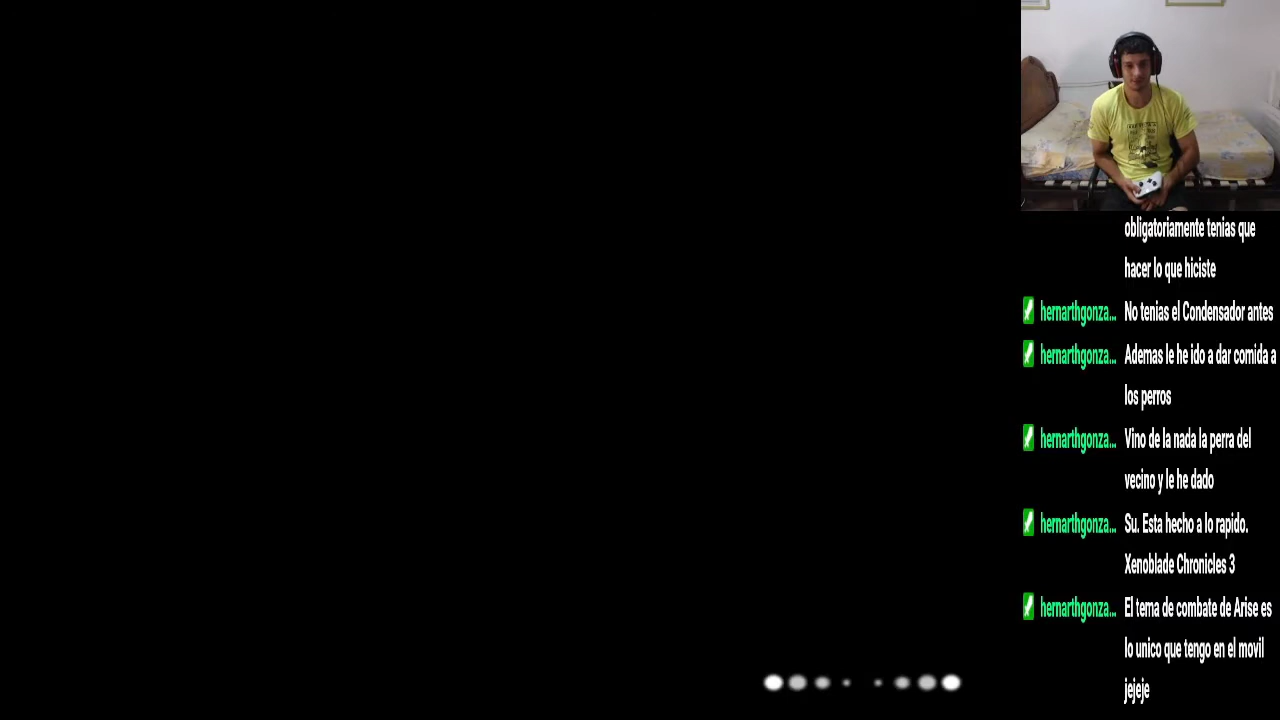 obligatoriamente tenias que
hacer lo que hiciste
hernarthgonza... No tenias el Condensador antes
hernarthgonza... Ademas le he ido a dar comida a
los perros
hernarthgonza... Vino de la nada la perra del
vecino y le he dado
hernarthgonza... Su. Esta hecho a lo rapido.
Xenoblade Chronicles 3
hernarthgonza... El tema de combate de Arise es
lo unico que tengo en el movil
jejeje